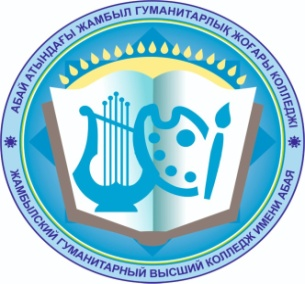 АБАЙ АТЫНДАҒЫ ЖАМБЫЛ ГУМАНИТАРЛЫҚ ЖОҒАРЫ КОЛЛЕДЖІ
ЖАМБЫЛСКИЙ ГУМАНИТАРНЫЙ ВЫСШИЙ КОЛЛЕДЖ ИМЕНИ АБАЯ